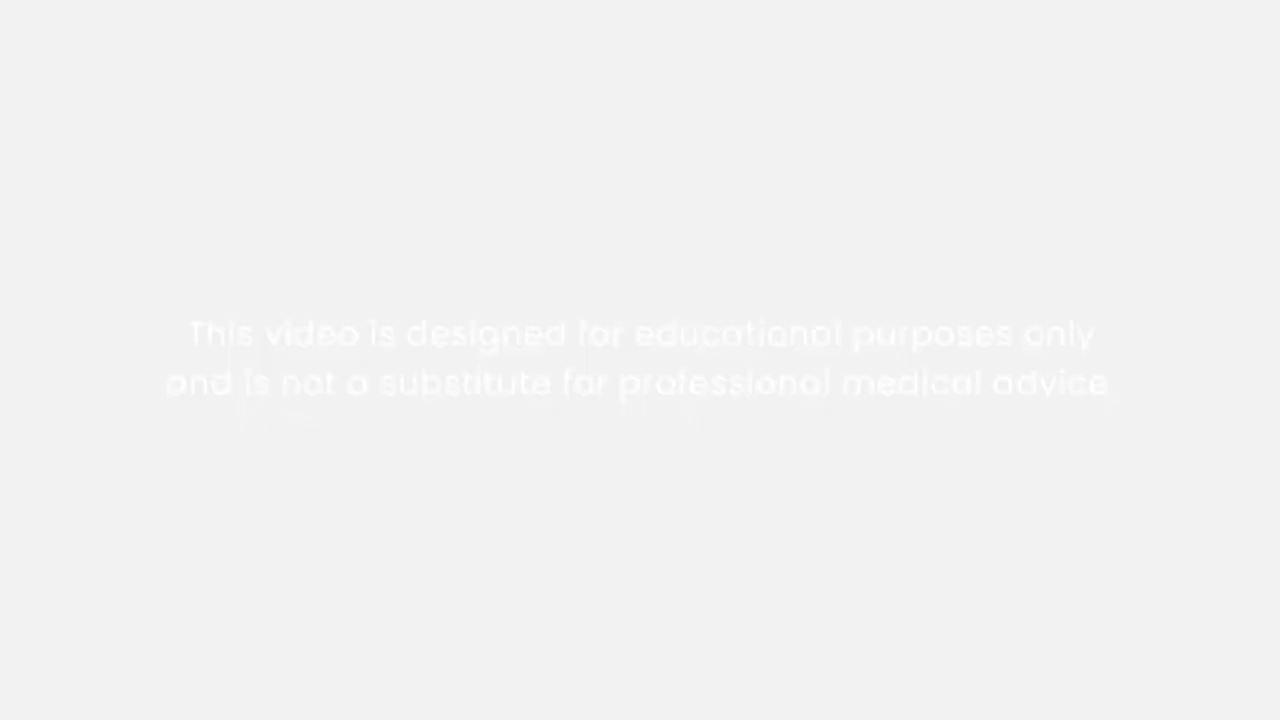 This video is designed for educational purposes only
and is not a substitute for professional medical advice